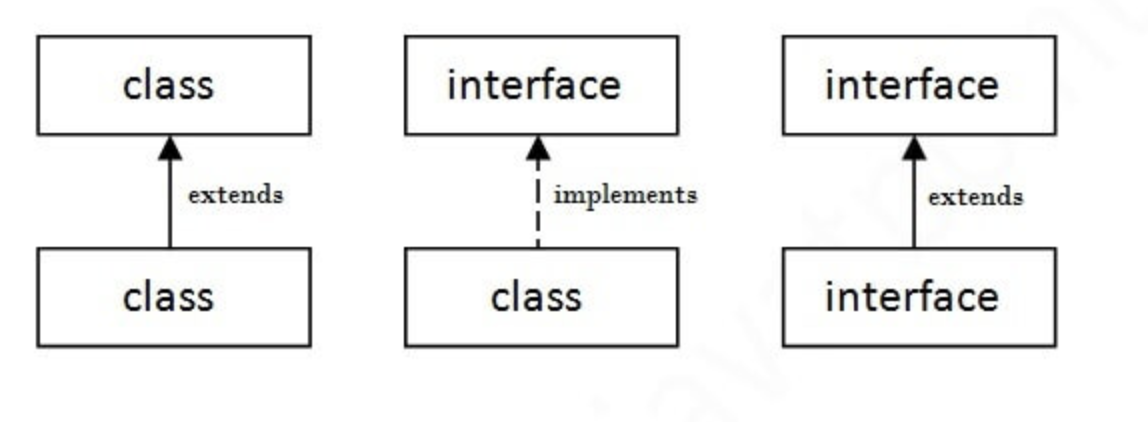 class interface interface
extends implements extends
class class interface